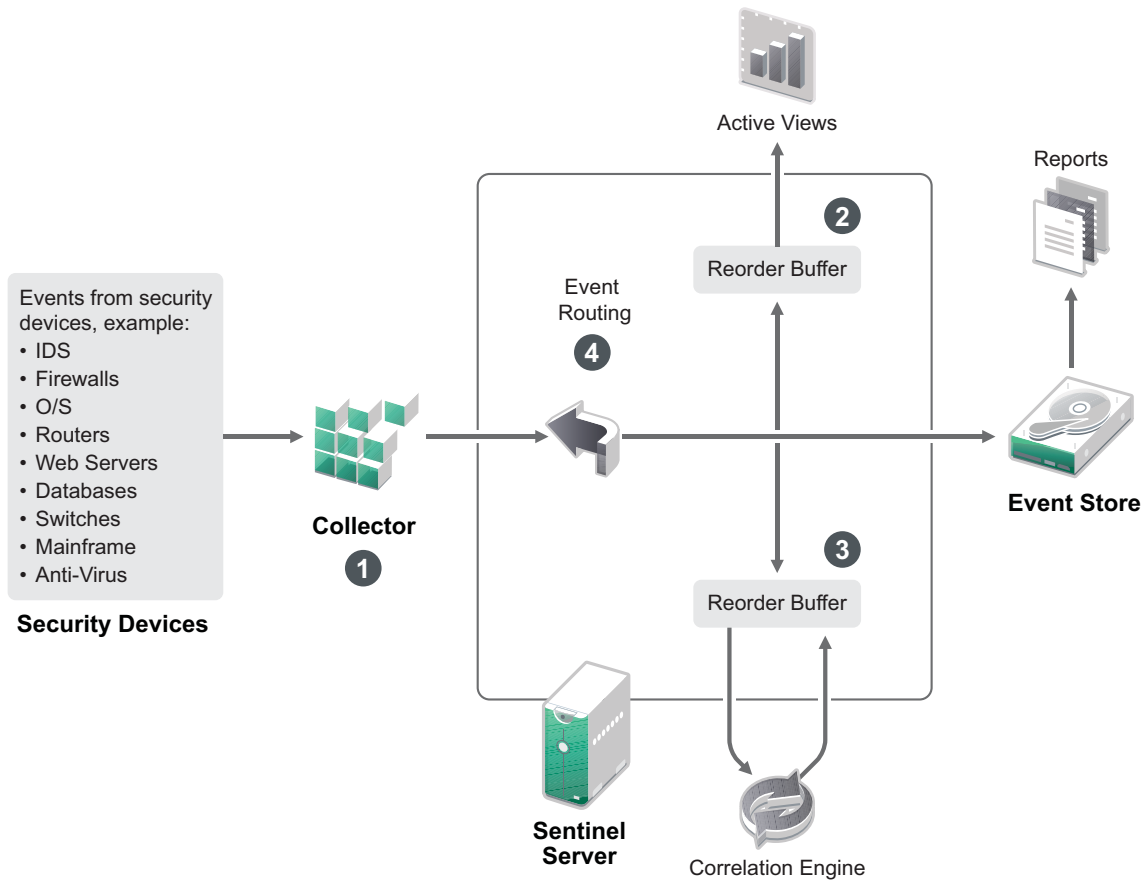 Active Views
Reports
2
Reorder Buffer
Event
Routing
4
Events from security
devices, example:
• IDS
• Firewalls
• O/S
• Routers
• Web Servers
• Databases
• Switches
• Mainframe
• Anti-Virus
Security Devices
Collector
1
Event Store
3
Reorder Buffer
Sentinel
Server
Correlation Engine